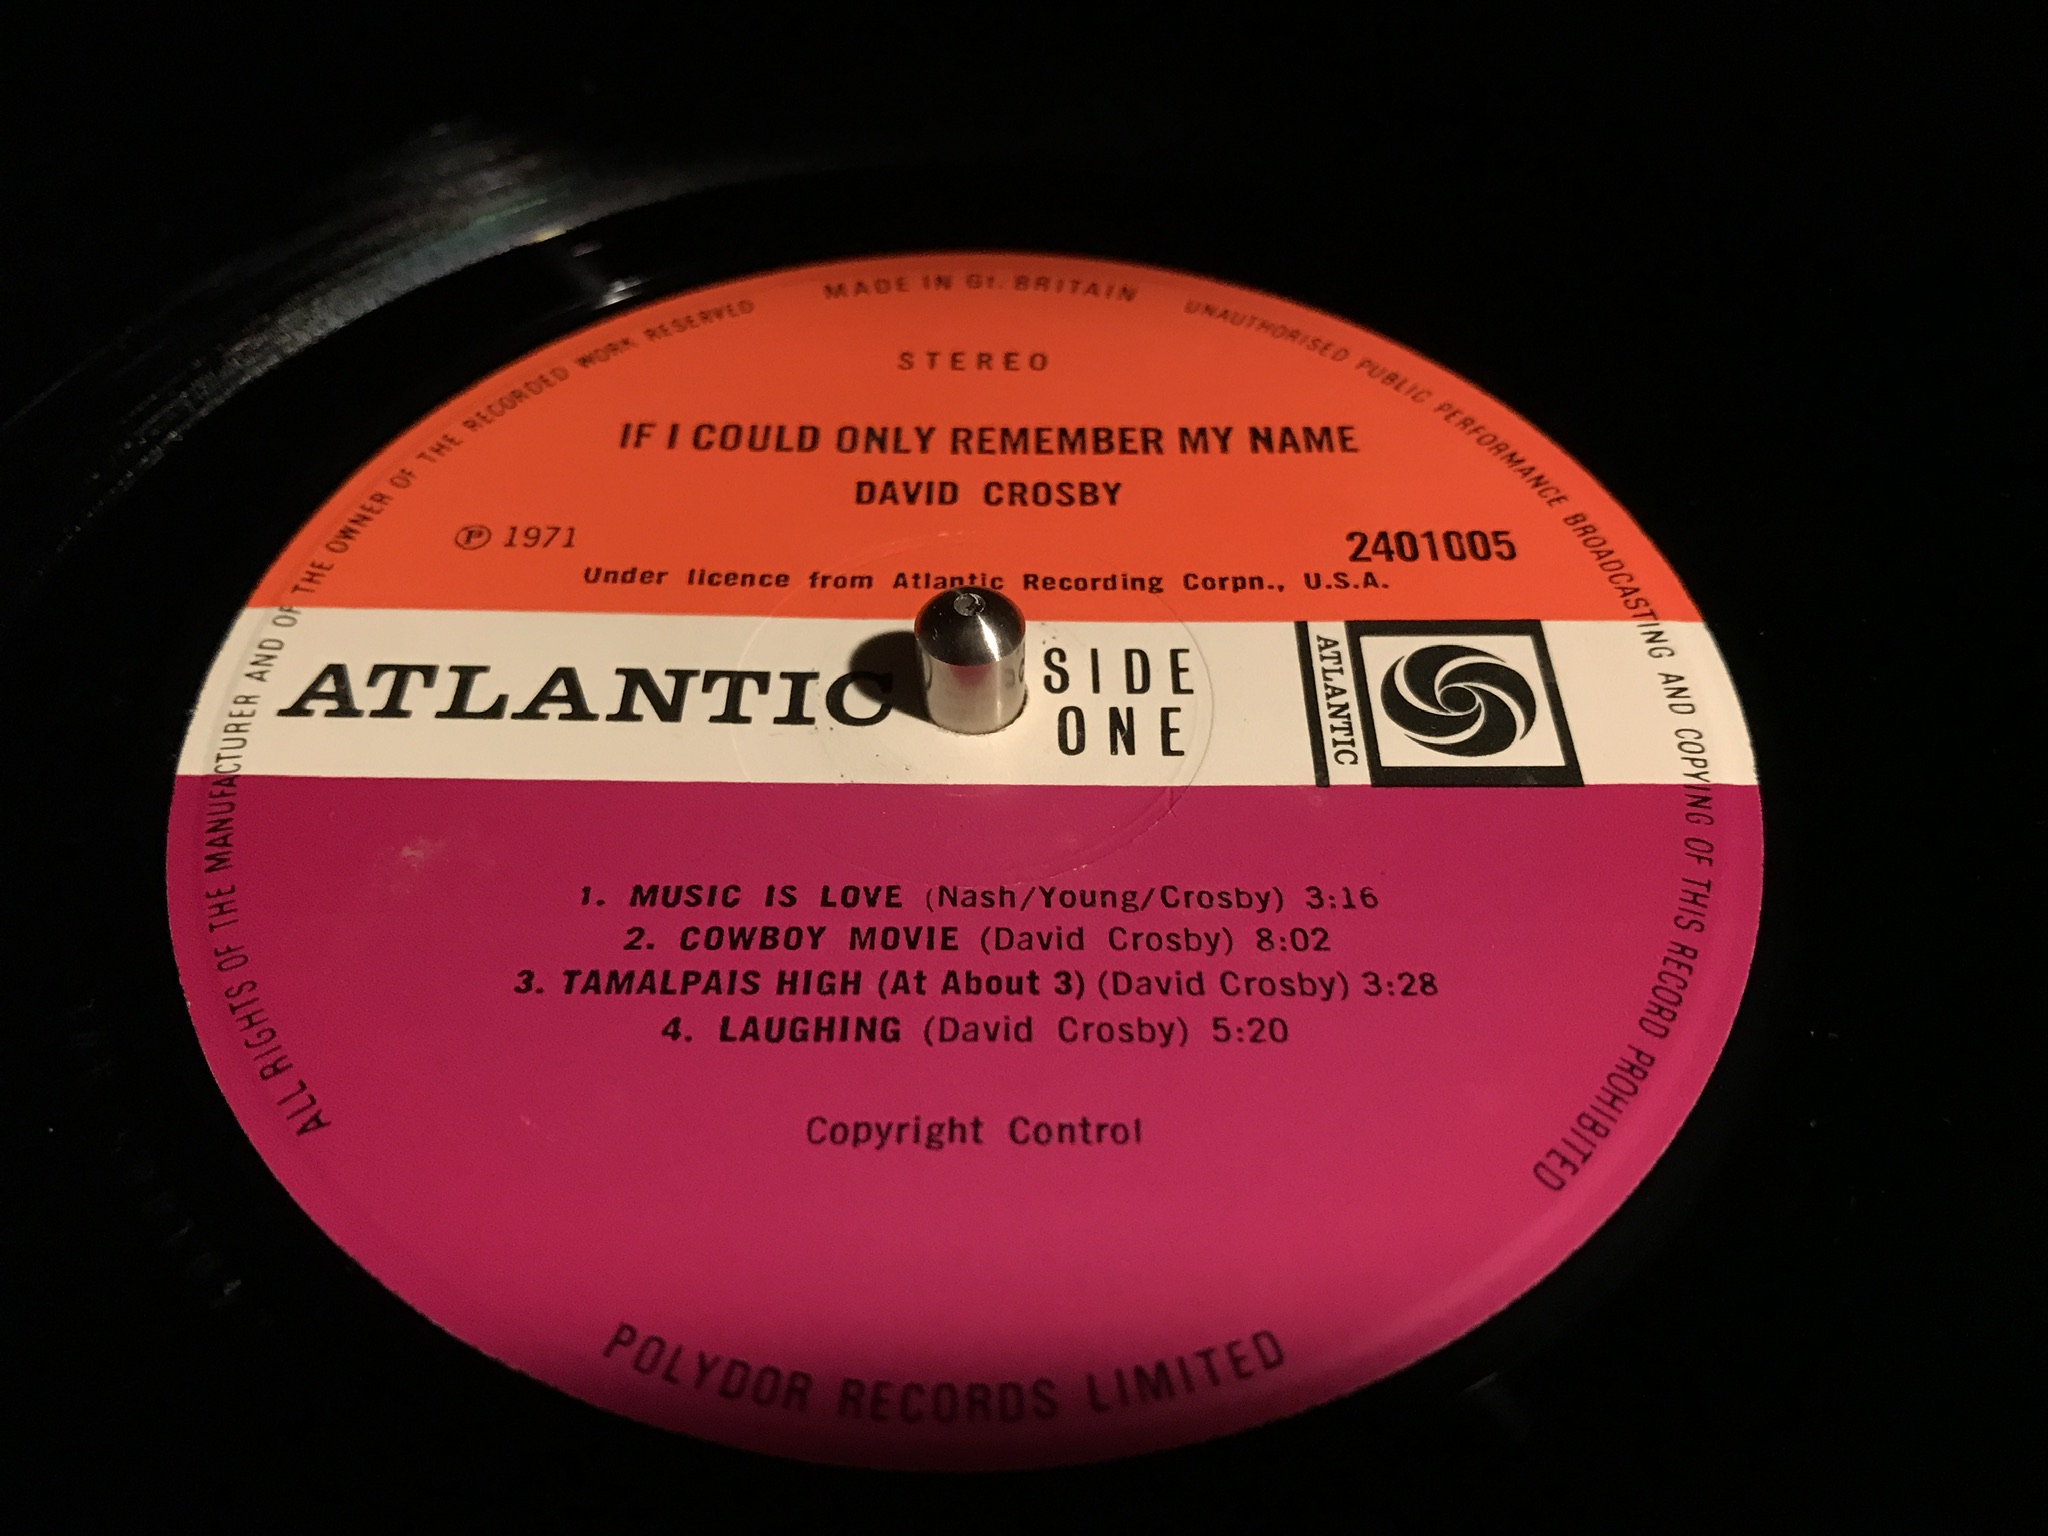 MADE IN Gt. BRITAIN
ALL RIGHTS OF THE MANUFACTURER AND OF THE OWNER OF THE RECORDED WORK RESERVED
UNAUTHORISED PUBLIC PERFORMANCE BROADCASTING AND COPYING OF THIS RECORD PROHIBITED
STEREO
IF I COULD ONLY REMEMBER MY NAME
DAVID CROSBY
℗ 1971
2401005
Under licence from Atlantic Recording Corpn., U.S.A.
ATLANTIC
SIDE
ONE
ATLANTIC
1. MUSIC IS LOVE (Nash/Young/Crosby) 3:16
2. COWBOY MOVIE (David Crosby) 8:02
3. TAMALPAIS HIGH (At About 3) (David Crosby) 3:28
4. LAUGHING (David Crosby) 5:20
Copyright Control
POLYDOR RECORDS LIMITED